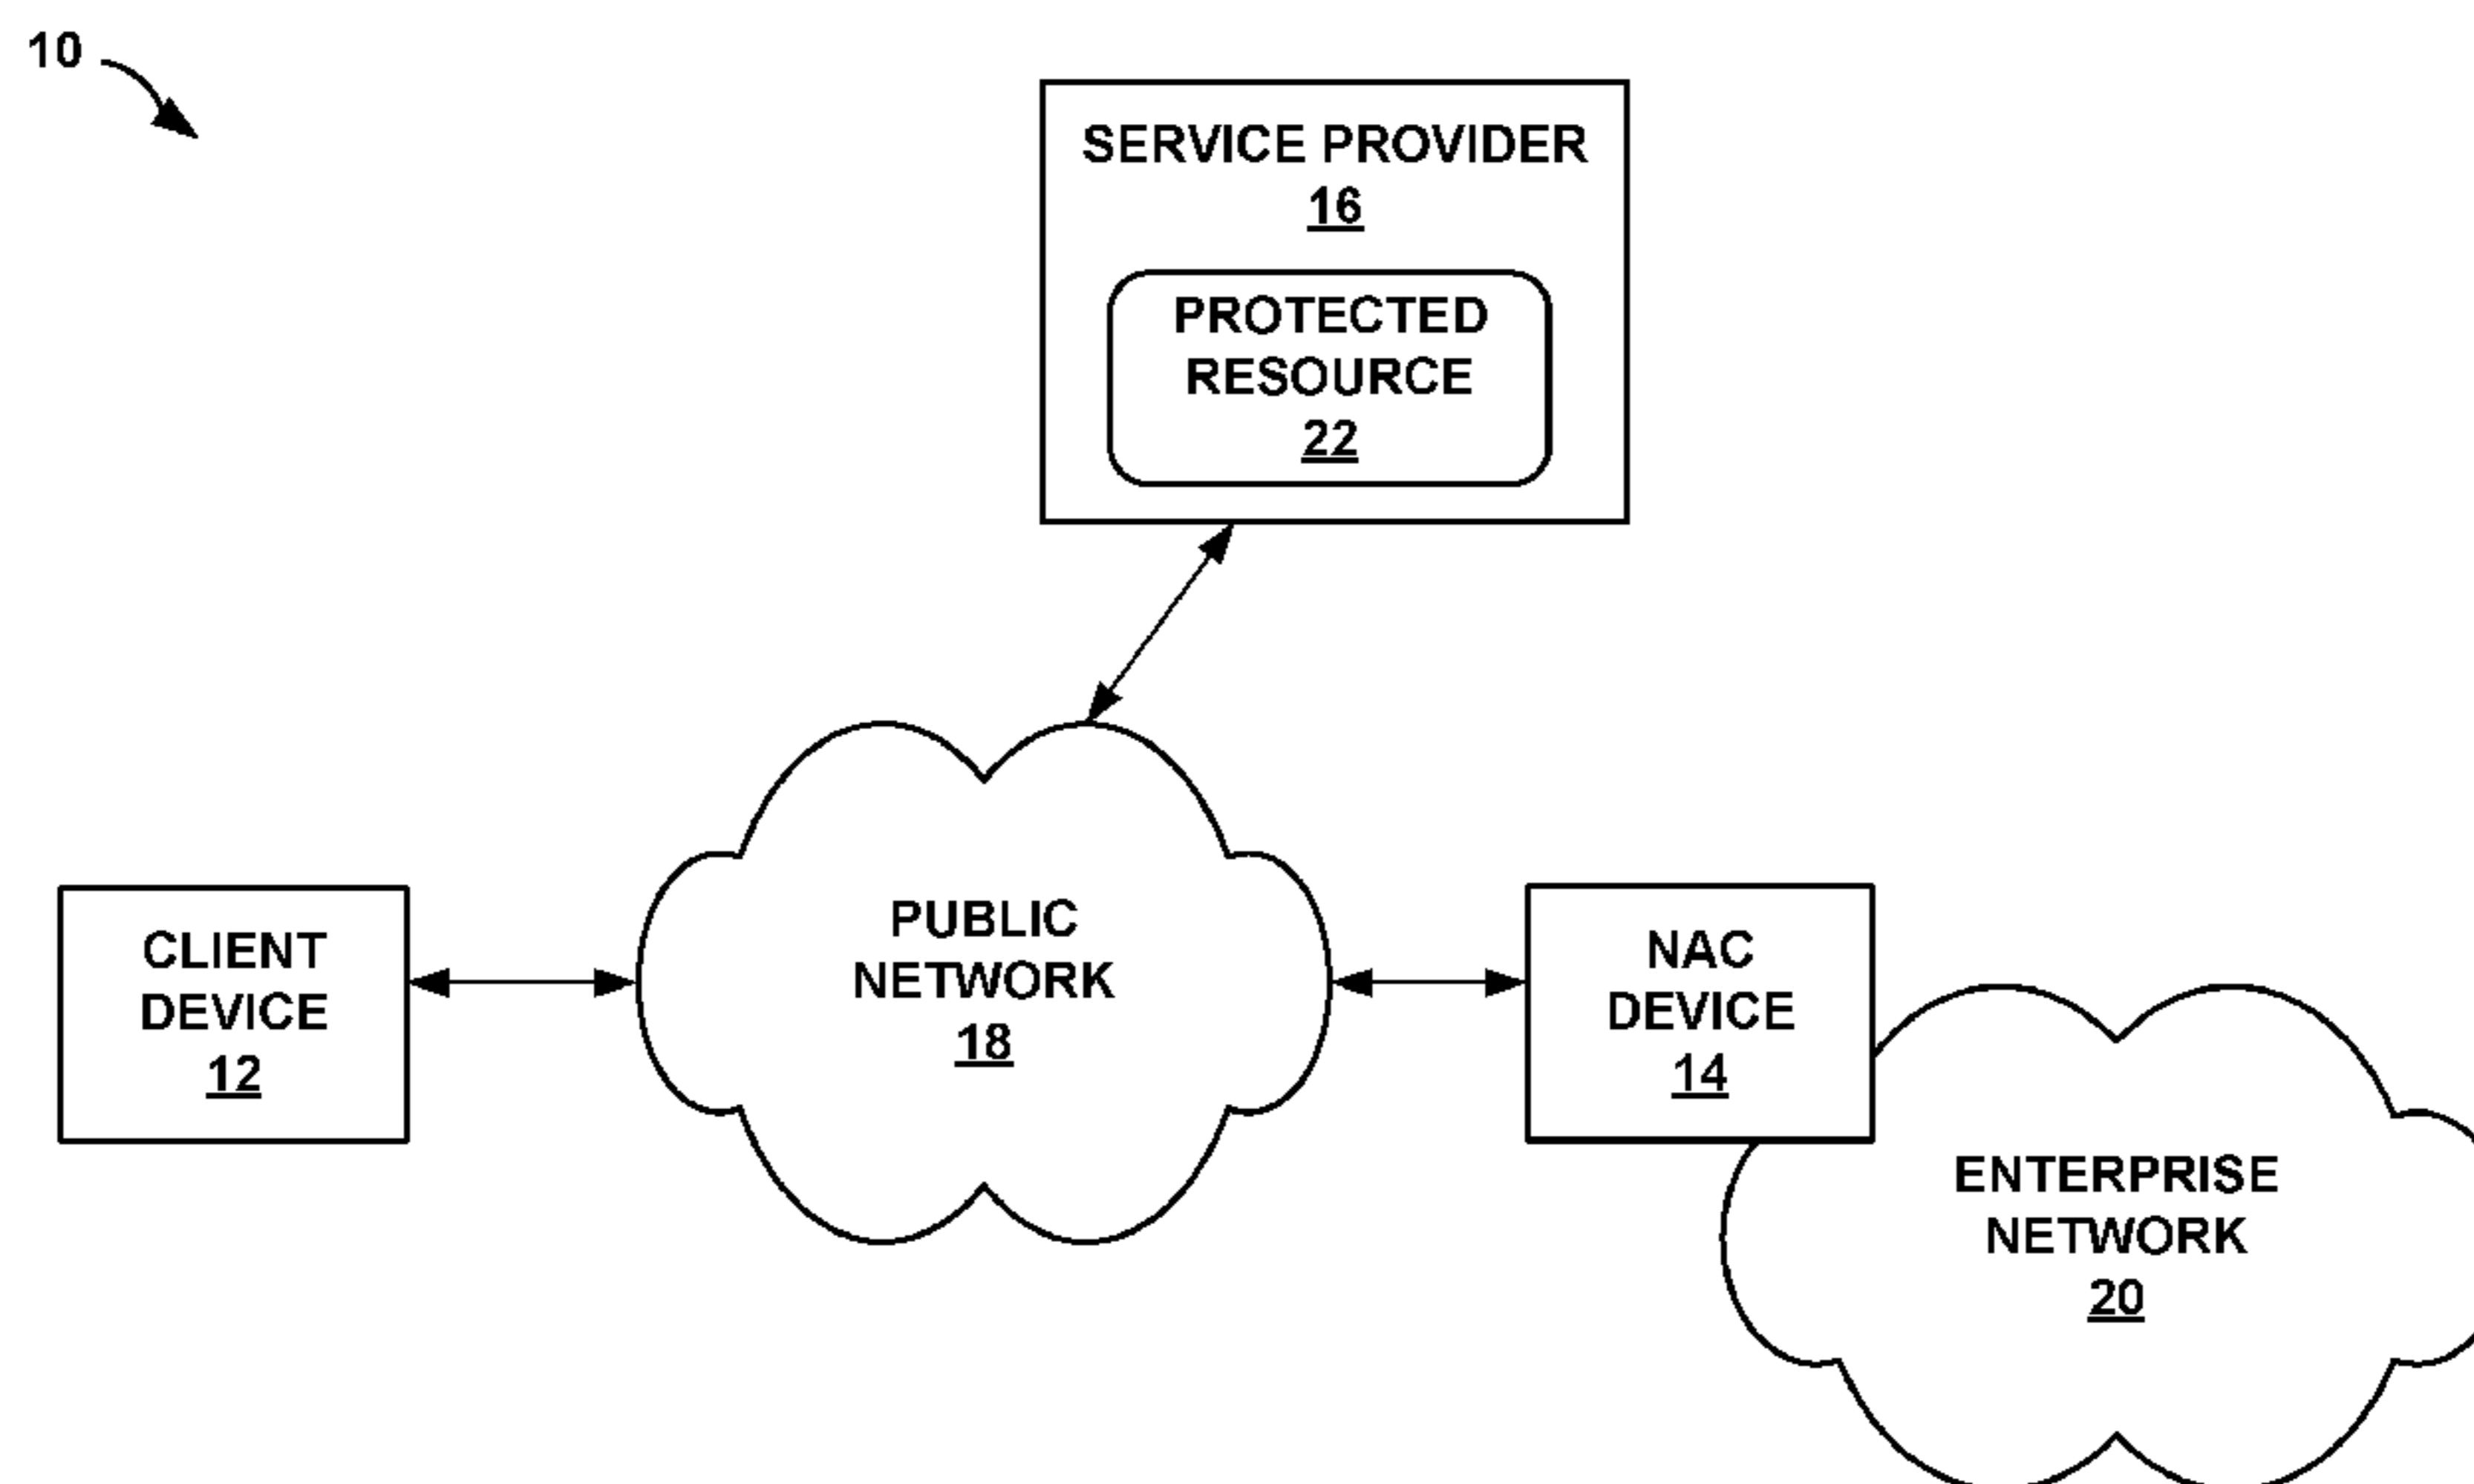 10
SERVICE PROVIDER
16
PROTECTED
RESOURCE
22
CLIENT
DEVICE
12
PUBLIC
NETWORK
18
NAC
DEVICE
14
ENTERPRISE
NETWORK
20